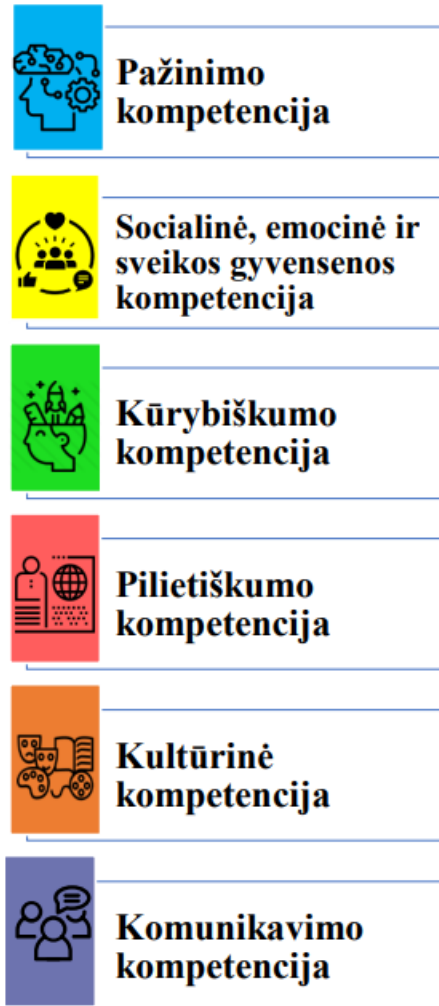 Pažinimo
kompetencija
Socialinė, emocinė ir
sveikos gyvensenos
kompetencija
Kūrybiškumo
kompetencija
Pilietiškumo
kompetencija
Kultūrinė
kompetencija
Komunikavimo
kompetencija